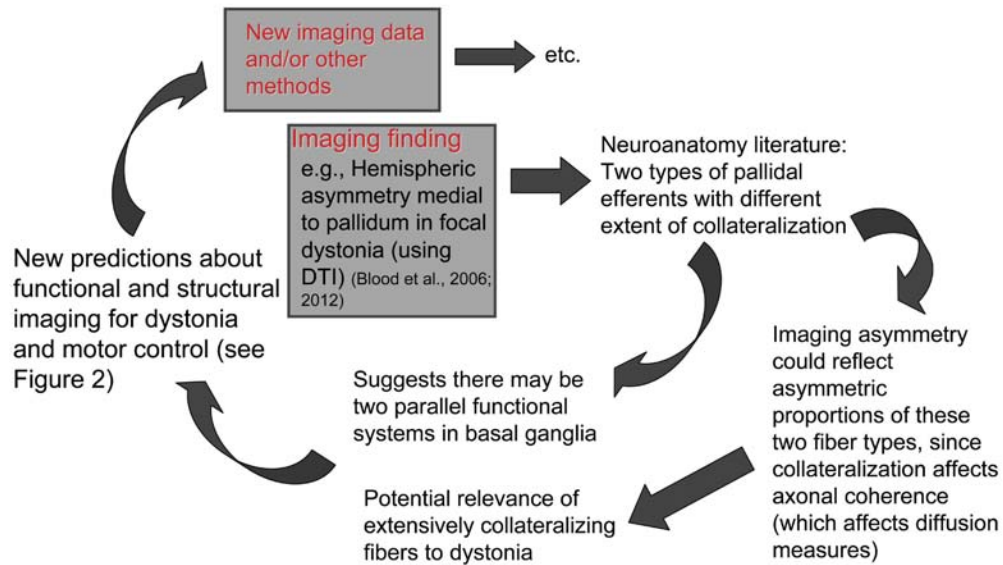 New imaging data
and/or other
methods
etc.
Imaging finding
e.g., Hemispheric
asymmetry medial
to pallidum in focal
dystonia (using
DTI) (Blood et al., 2006;
2012)
Neuroanatomy literature:
Two types of pallidal
efferents with different
extent of collateralization
Imaging asymmetry
could reflect
asymmetric
proportions of these
two fiber types, since
collateralization affects
axonal coherence
(which affects diffusion
measures)
Suggests there may be
two parallel functional
systems in basal ganglia
Potential relevance of
extensively collateralizing
fibers to dystonia
New predictions about
functional and structural
imaging for dystonia
and motor control (see
Figure 2)